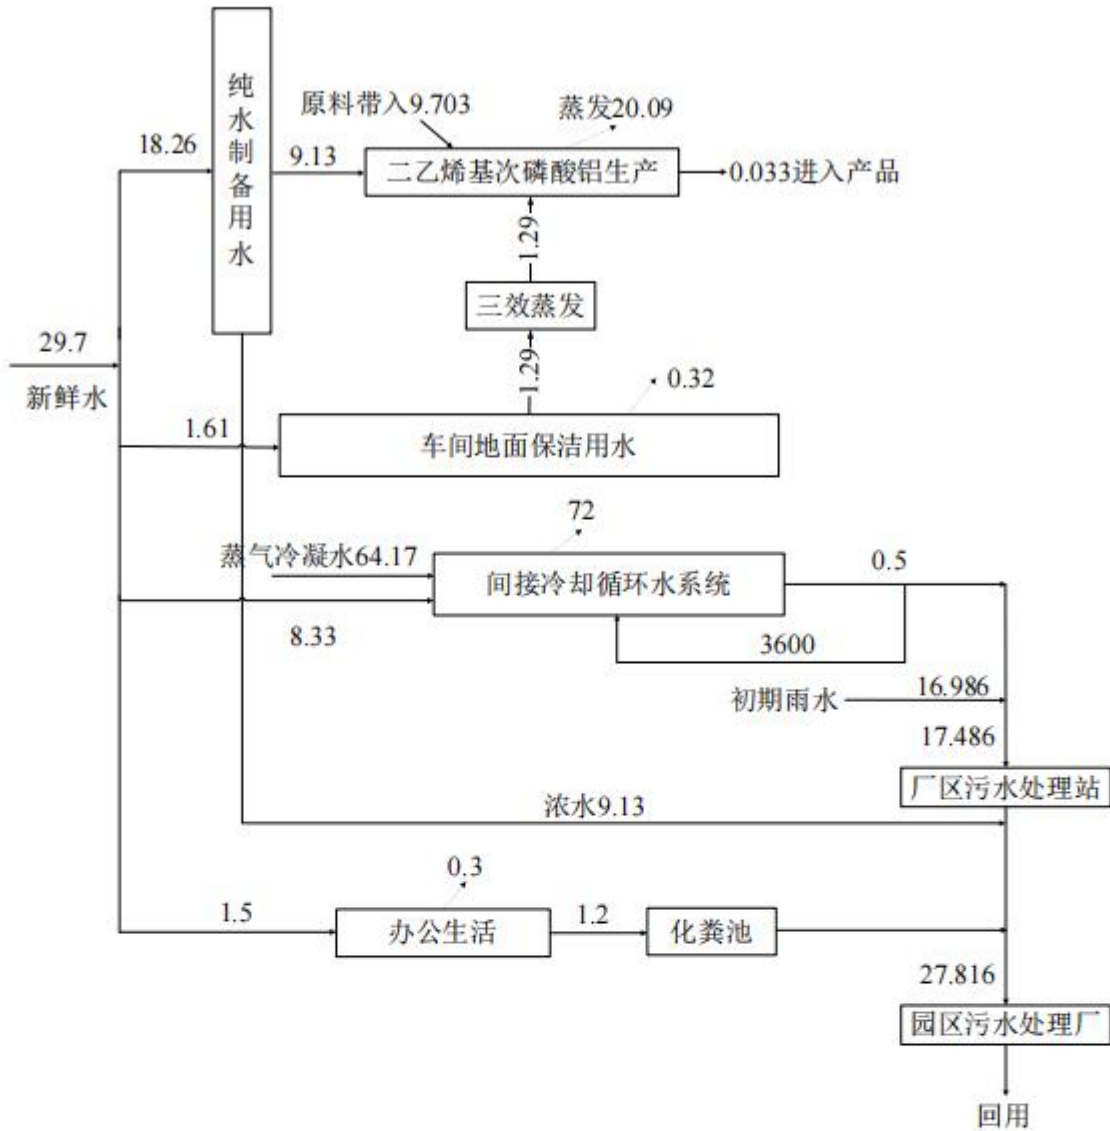 纯水制备用水
原料带入9.703
蒸发20.09
18.26
9.13
二乙烯基次磷酸铝生产
0.033进入产品
1.29
三效蒸发
29.7
新鲜水
1.29
0.32
1.61
车间地面保洁用水
72
蒸气冷凝水64.17
间接冷却循环水系统
0.5
8.33
3600
初期雨水
16.986
17.486
厂区污水处理站
浓水9.13
0.3
1.5
办公生活
1.2
化粪池
27.816
园区污水处理厂
回用